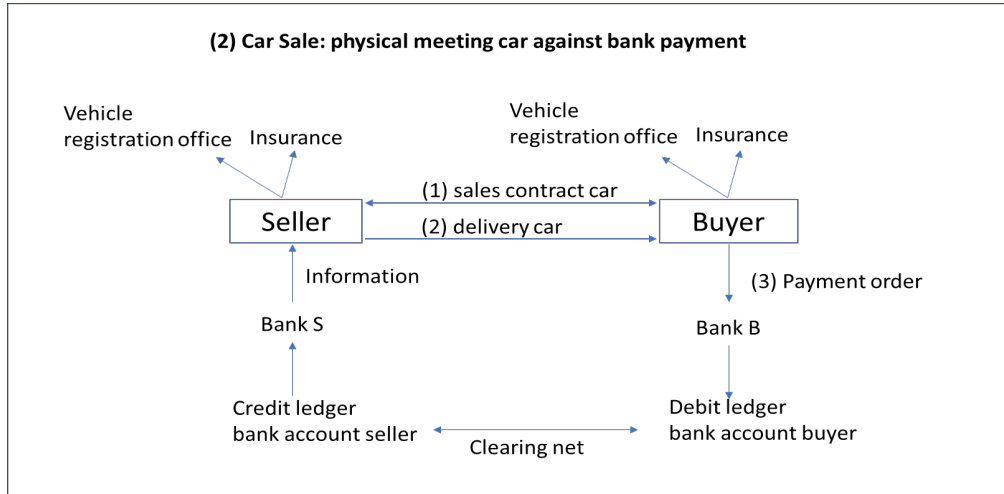 (2) Car Sale: physical meeting car against bank payment
Vehicle
registration office
Insurance
Vehicle
registration office
Insurance
(1) sales contract car
Seller
(2) delivery car
Buyer
Information
(3) Payment order
Bank S
Bank B
Credit ledger
bank account seller
Clearing net
Debit ledger
bank account buyer